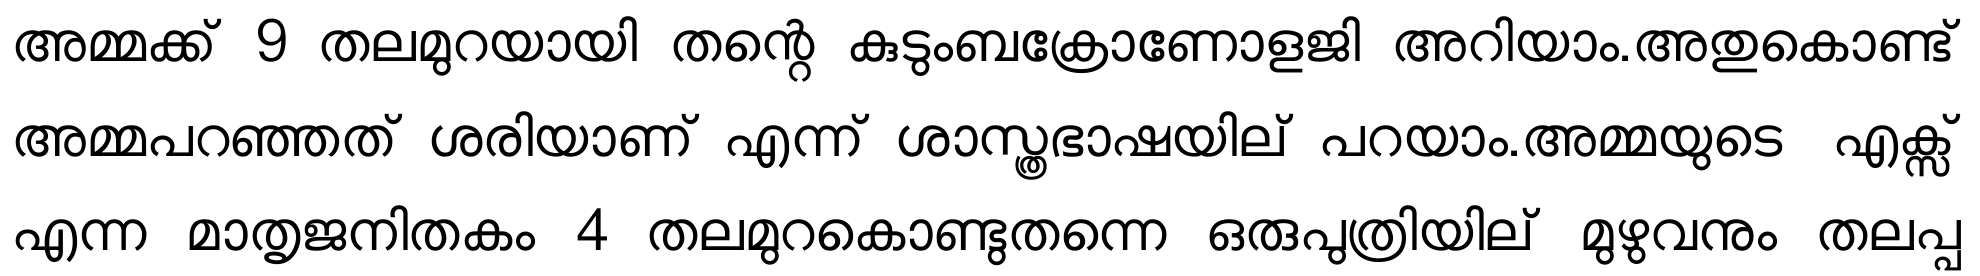 അമ്മക്ക് 9 തലമുറയായി തന്റെ കുടുംബക്രോണോളജി അറിയാം.അതുകൊണ്ട്
അമ്മപറഞ്ഞത് ശരിയാണ് എന്ന് ശാസ്ത്രഭാഷയില് പറയാം.അമ്മയുടെ എക്സ്
എന്ന മാതൃജനിതകം 4 തലമുറകൊണ്ടുതന്നെ ഒരുപുത്രിയില് മുഴുവനും തലപ്പ